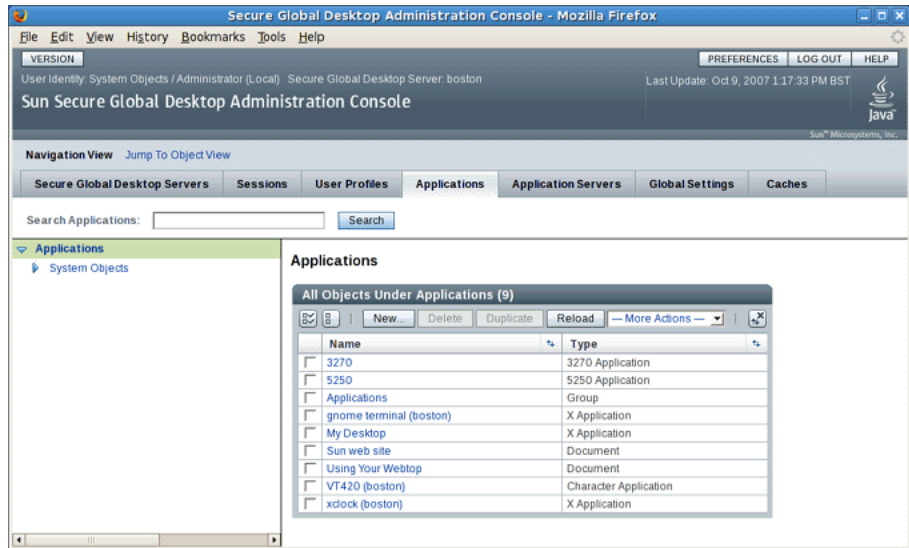 Secure Global Desktop Administration Console - Mozilla Firefox
File Edit View History Bookmarks Tools Help
VERSION PREFERENCES LOG OUT HELP
User Identity: System Objects / Administrator (Local) Secure Global Desktop Server: boston Last Update: Oct 9, 2007 1:17:33 PM BST
Sun Secure Global Desktop Administration Console
Java
Sun™ Microsystems, Inc.
Navigation View Jump To Object View
Secure Global Desktop Servers Sessions User Profiles Applications Application Servers Global Settings Caches
Search Applications: Search
Applications
System Objects
Applications
All Objects Under Applications (9)
New... Delete Duplicate Reload — More Actions —
Name Type
3270 3270 Application
5250 5250 Application
Applications Group
gnome terminal (boston) X Application
My Desktop X Application
Sun web site Document
Using Your Webtop Document
VT420 (boston) Character Application
xclock (boston) X Application